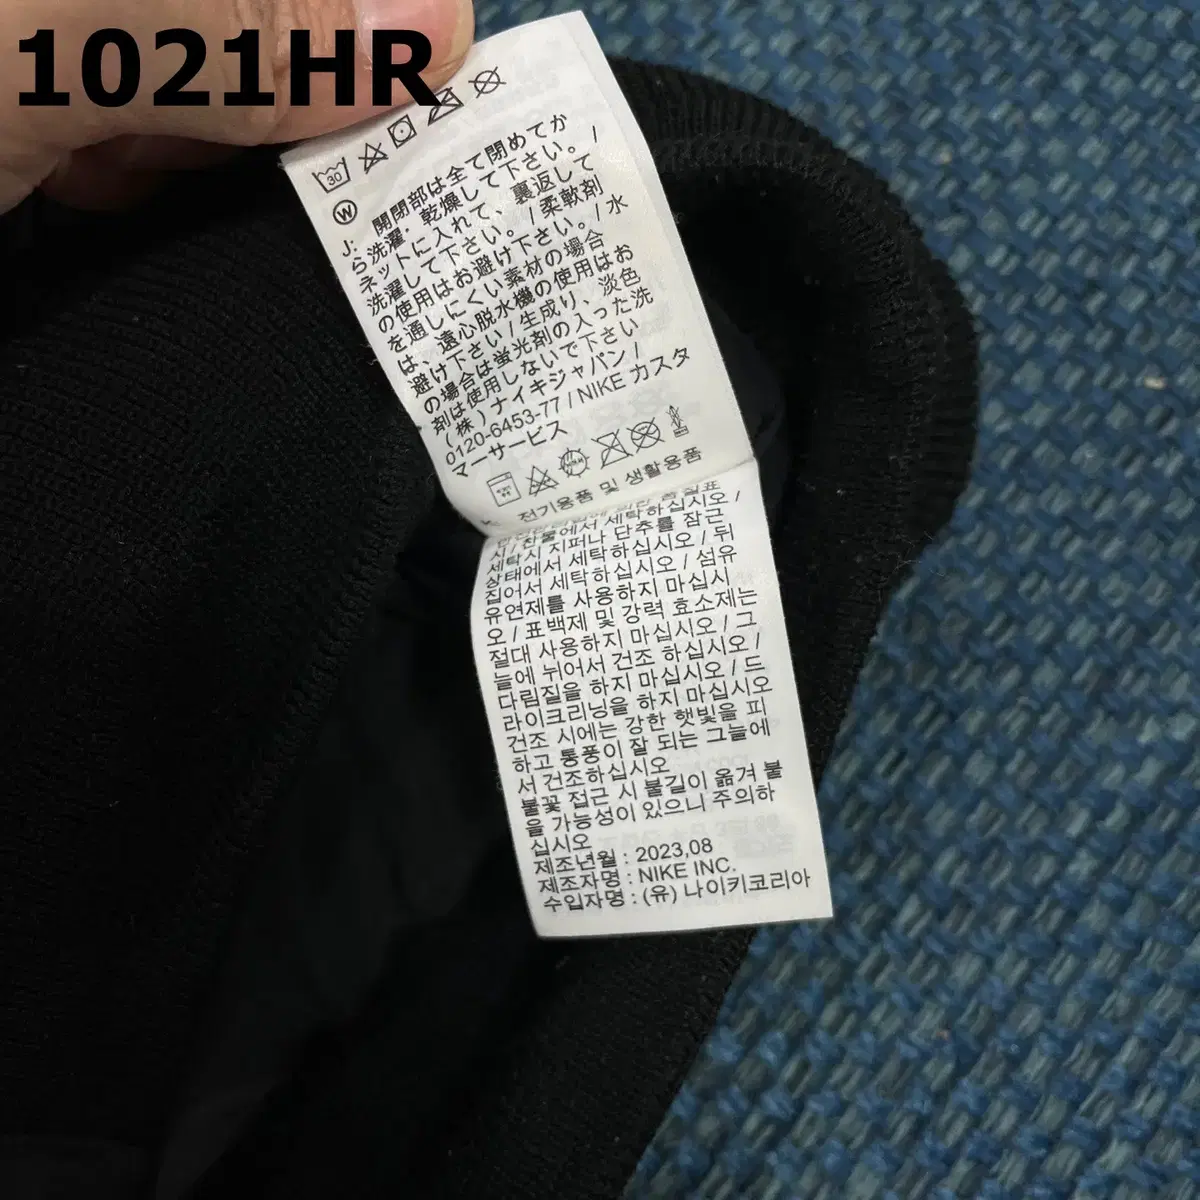 1021HR
30
W
J: 開閉部は全て閉めてか
ら洗濯、乾燥して下さい。/
ネットに入れて、裏返して
洗濯して下さい。/ 柔軟剤
の使用はお避け下さい。/ 水
を通しにくい素材の場合
は、遠心脱水機の使用はお
避け下さい / 生成り、淡色
の場合は蛍光剤の入った洗
剤は使用しないで下さい
(株) ナイキジャパン /
0120-6453-77 / NIKE カスタ
マーサービス
전기용품 및 생활용품
시 / 찬물에서 세탁하십시오 /
세탁시 지퍼나 단추를 잠근
상태에서 세탁하십시오 / 뒤
집어서 세탁하십시오 / 섬유
유연제를 사용하지 마십시
오 / 표백제 및 강력 효소제는
절대 사용하지 마십시오 / 그
늘에 뉘어서 건조 하십시오 /
다림질을 하지 마십시오 / 드
라이크리닝을 하지 마십시오
건조 시에는 강한 햇빛을 피
하고 통풍이 잘 되는 그늘에
서 건조하십시오
불꽃 접근 시 불길이 옮겨 붙
을 가능성이 있으니 주의하
십시오
제조년월 : 2023,08
제조자명 : NIKE INC.
수입자명 : (유) 나이키코리아